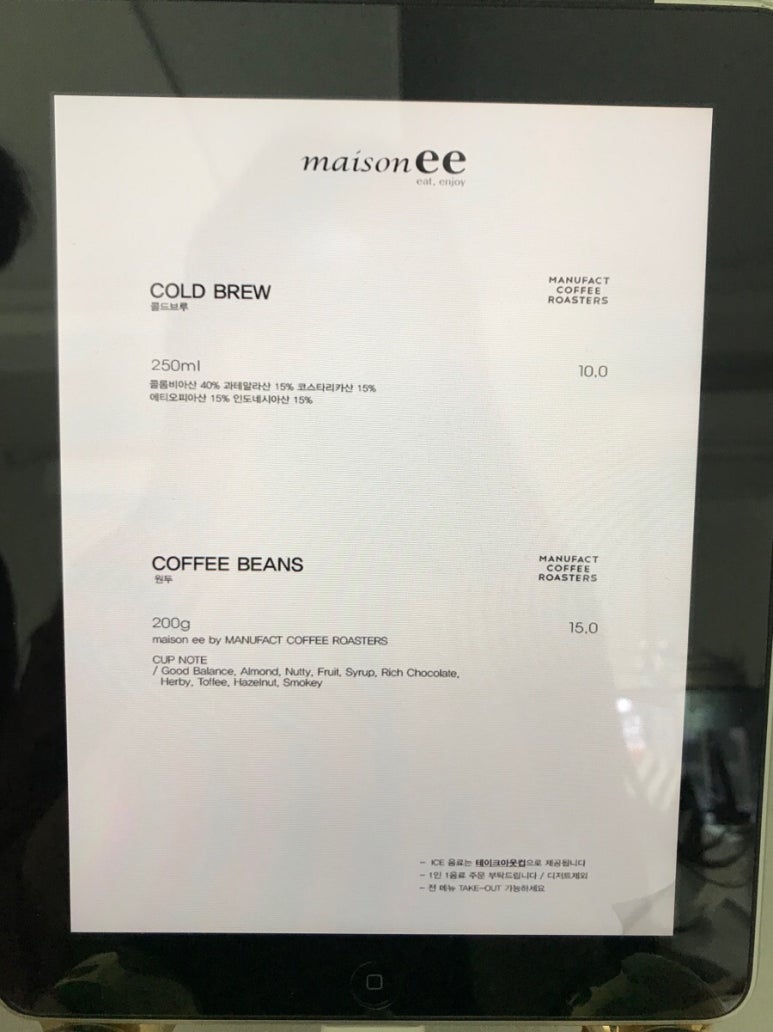 maison ee
eat, enjoy
COLD BREW
콜드브루
MANUFACT
COFFEE
ROASTERS
250ml
10.0
콜롬비아산 40% 과테말라산 15% 코스타리카산 15%
에티오피아산 15% 인도네시아산 15%
COFFEE BEANS
원두
MANUFACT
COFFEE
ROASTERS
200g
15.0
maison ee by MANUFACT COFFEE ROASTERS
CUP NOTE
/ Good Balance, Almond, Nutty, Fruit, Syrup, Rich Chocolate,
Herby, Toffee, Hazelnut, Smokey
- ICE 음료는 테이크아웃컵으로 제공됩니다
- 1인 1음료 주문 부탁드립니다 / 디저트제외
- 전 메뉴 TAKE-OUT 가능하세요